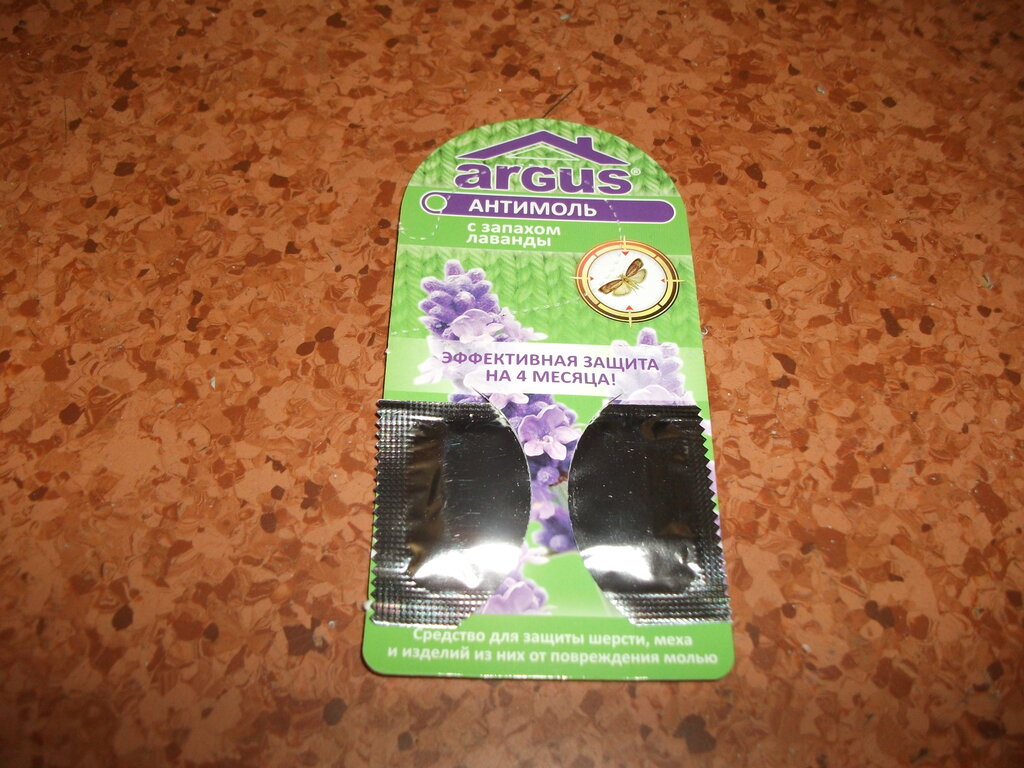 argus®
АНТИМОЛЬ
с запахом
лаванды
ЭФФЕКТИВНАЯ ЗАЩИТА
НА 4 МЕСЯЦА!
Средство для защиты шерсти, меха
и изделий из них от повреждения молью